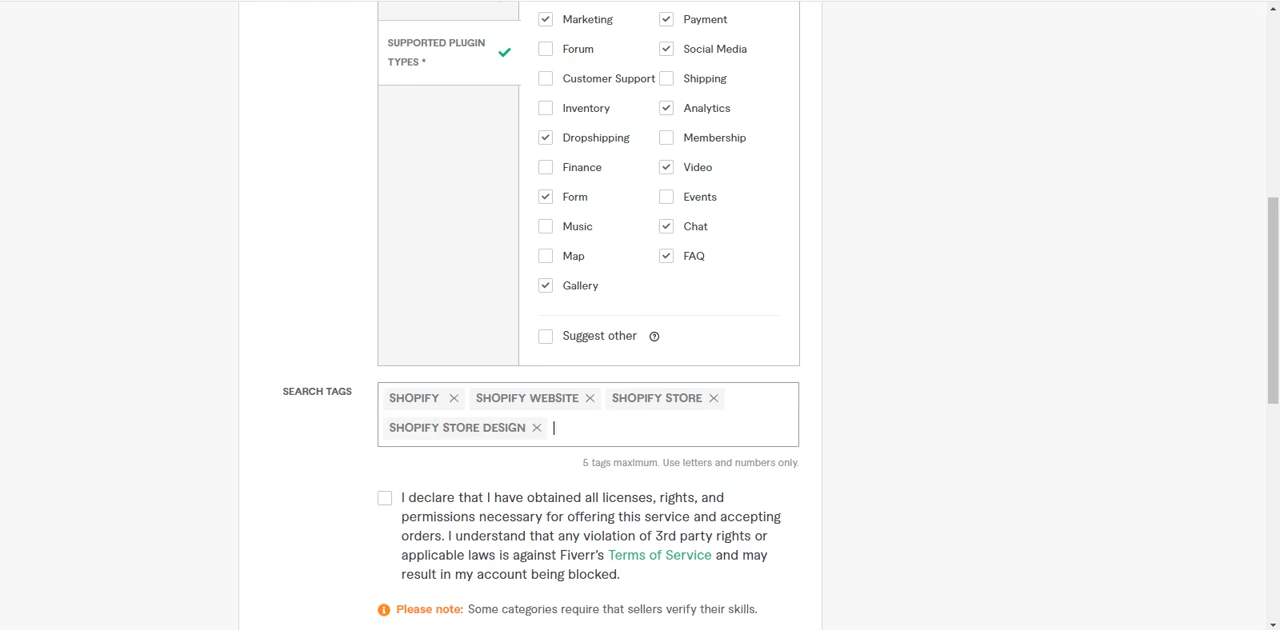 Marketing Payment
SUPPORTED PLUGIN
TYPES *
Forum Social Media
Customer Support Shipping
Inventory Analytics
Dropshipping Membership
Finance Video
Form Events
Music Chat
Map FAQ
Gallery
Suggest other
SEARCH TAGS
SHOPIFY SHOPIFY WEBSITE SHOPIFY STORE
SHOPIFY STORE DESIGN
5 tags maximum. Use letters and numbers only.
I declare that I have obtained all licenses, rights, and
permissions necessary for offering this service and accepting
orders. I understand that any violation of 3rd party rights or
applicable laws is against Fiverr's Terms of Service and may
result in my account being blocked.
Please note: Some categories require that sellers verify their skills.